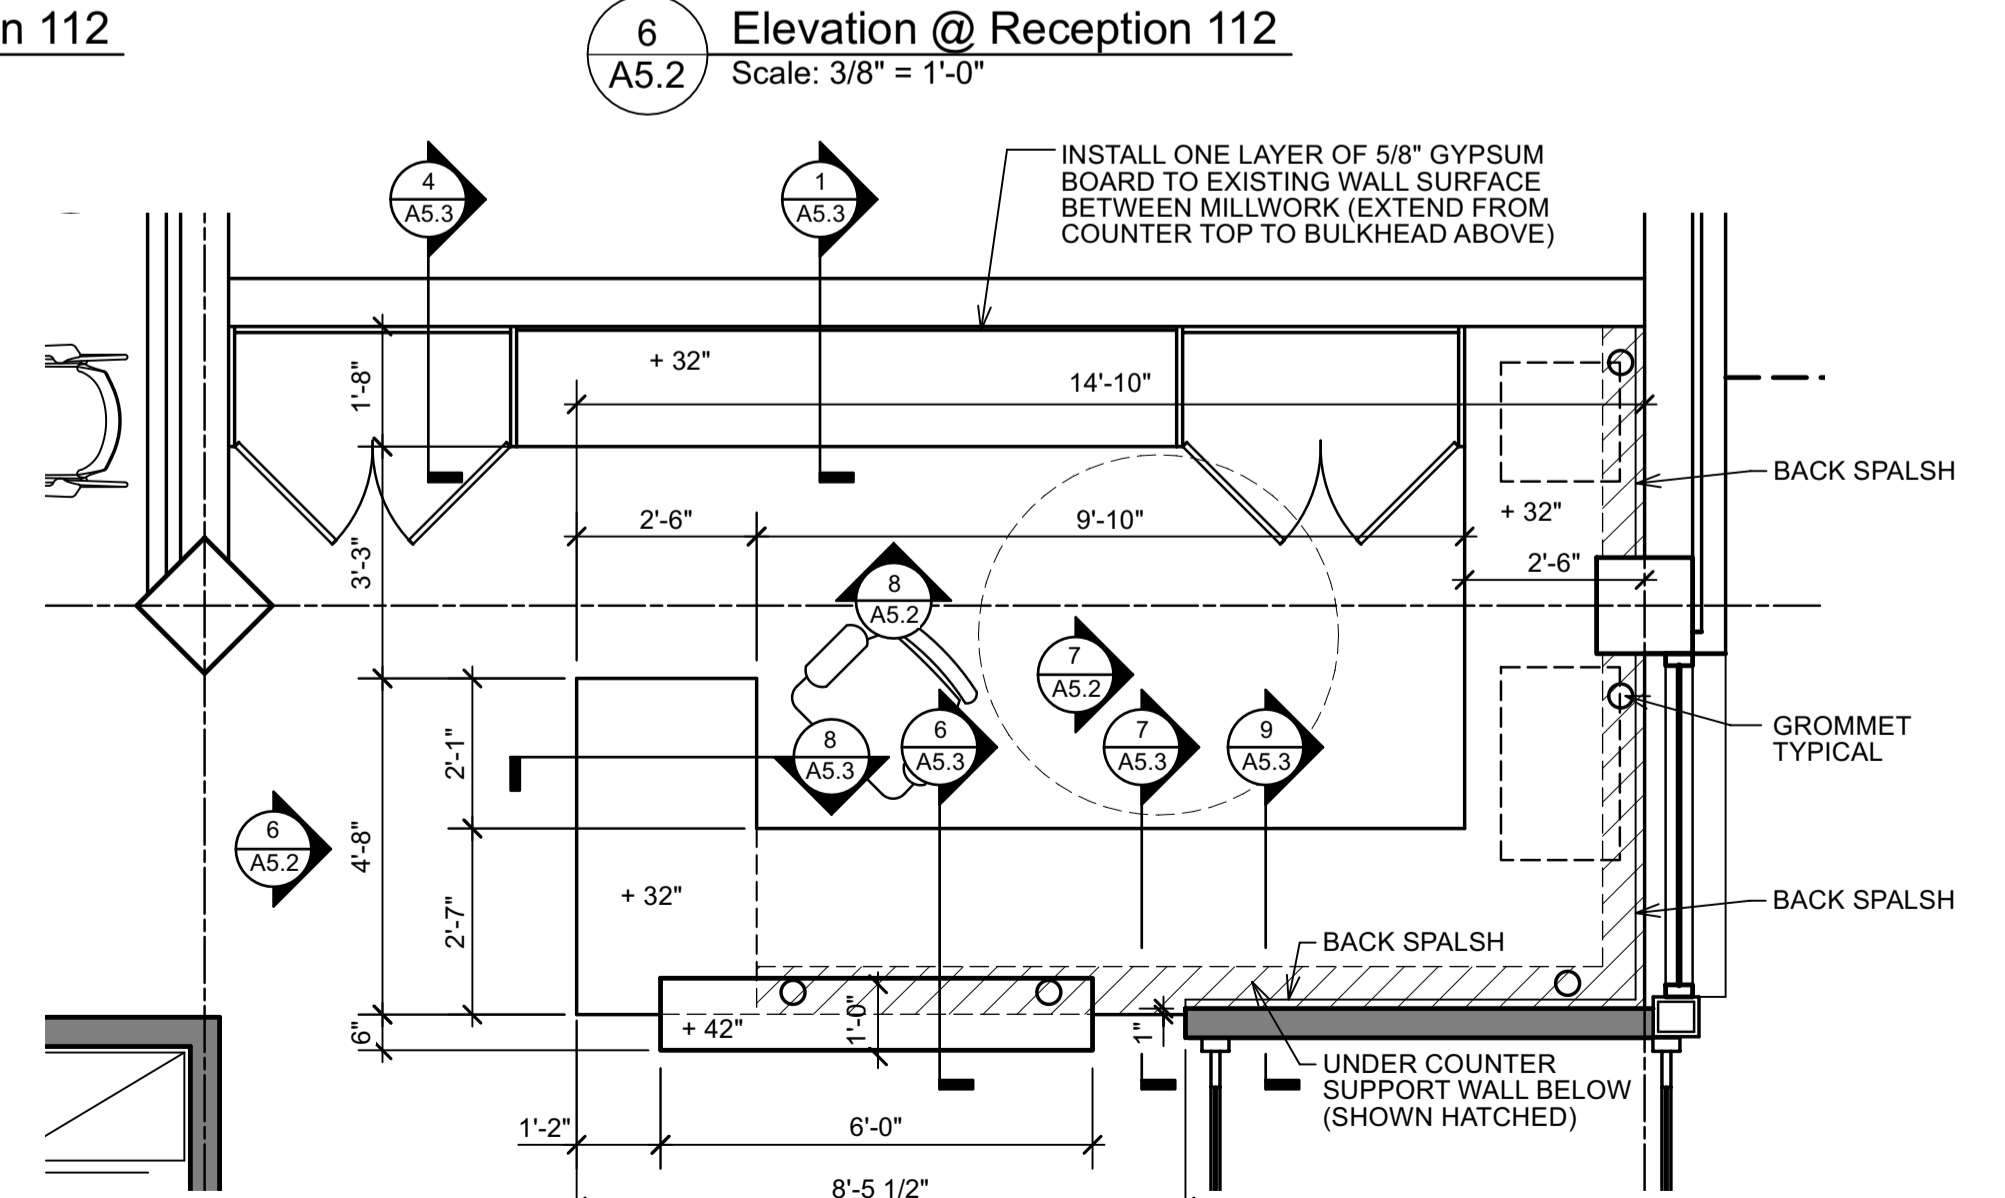 n 112
6
A5.2
Elevation @ Reception 112
Scale: 3/8" = 1'-0"
4
A5.3
1
A5.3
INSTALL ONE LAYER OF 5/8" GYPSUM
BOARD TO EXISTING WALL SURFACE
BETWEEN MILLWORK (EXTEND FROM
COUNTER TOP TO BULKHEAD ABOVE)
1'-8"
+ 32"
14'-10"
BACK SPALSH
+ 32"
2'-6"
9'-10"
2'-6"
3'-3"
8
A5.2
7
A5.2
6
A5.3
7
A5.3
9
A5.3
8
A5.3
GROMMET
TYPICAL
2'-1"
6
A5.2
4'-8"
2'-7"
+ 32"
BACK SPALSH
BACK SPALSH
6"
+ 42"
1'-0"
1"
UNDER COUNTER
SUPPORT WALL BELOW
(SHOWN HATCHED)
1'-2"
6'-0"
8'-5 1/2"